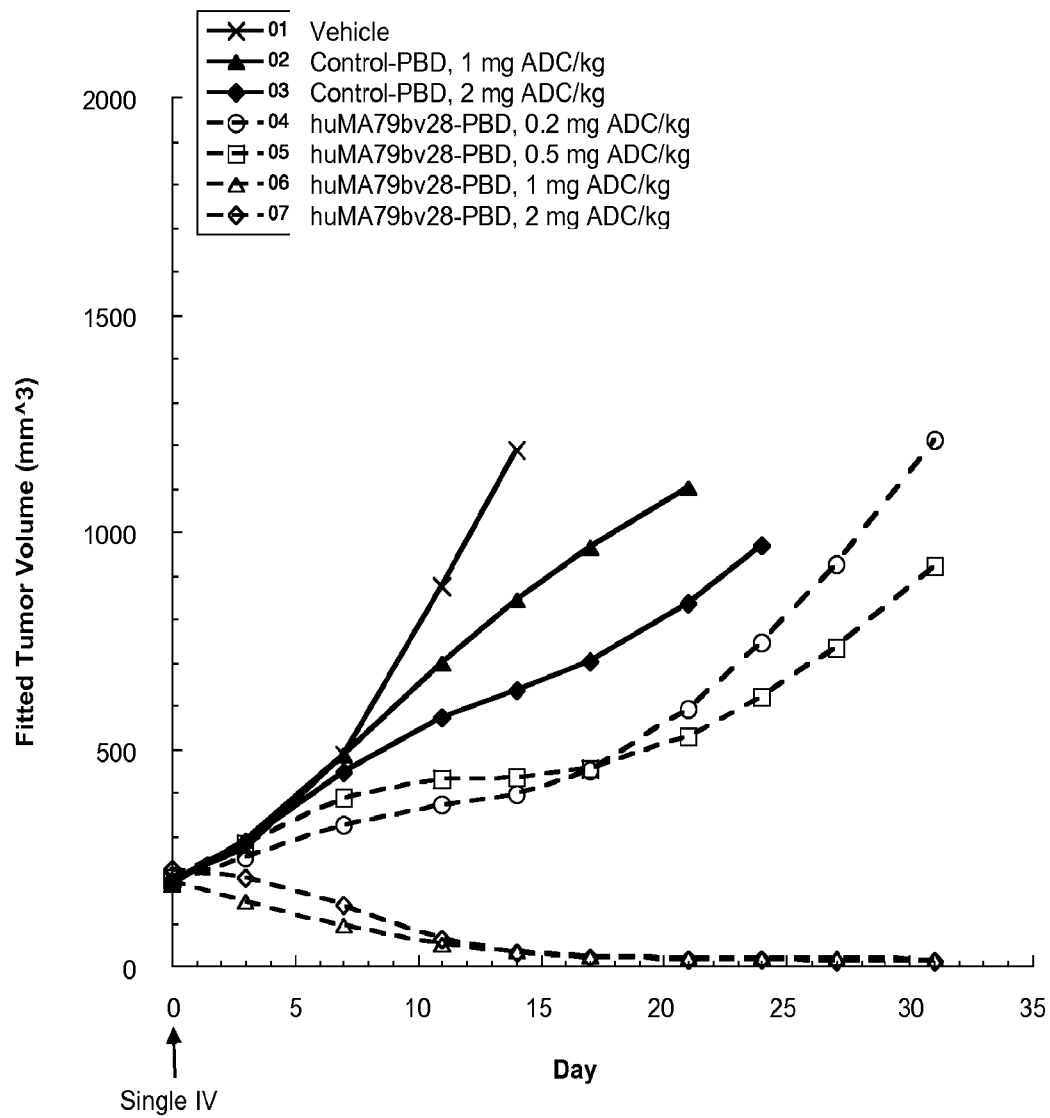 01 Vehicle
02 Control-PBD, 1 mg ADC/kg
03 Control-PBD, 2 mg ADC/kg
04 huMA79bv28-PBD, 0.2 mg ADC/kg
05 huMA79bv28-PBD, 0.5 mg ADC/kg
06 huMA79bv28-PBD, 1 mg ADC/kg
07 huMA79bv28-PBD, 2 mg ADC/kg
2000
1500
1000
500
0
Fitted Tumor Volume (mm^3)
0 5 10 15 20 25 30 35
Day
Single IV